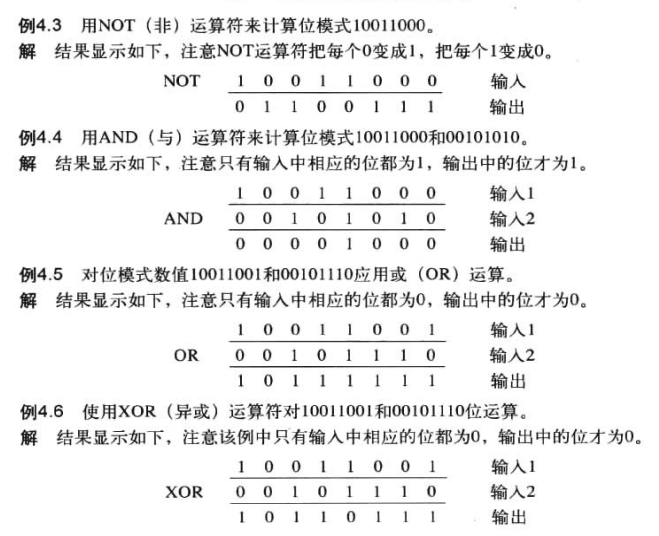 例4.3 用NOT（非）运算符来计算位模式10011000。
解 结果显示如下，注意NOT运算符把每个0变成1，把每个1变成0。
NOT 1 0 0 1 1 0 0 0 输入
0 1 1 0 0 1 1 1 输出
例4.4 用AND（与）运算符来计算位模式10011000和00101010。
解 结果显示如下，注意只有输入中相应的位都为1，输出中的位才为1。
1 0 0 1 1 0 0 0 输入1
AND 0 0 1 0 1 0 1 0 输入2
0 0 0 0 1 0 0 0 输出
例4.5 对位模式数值10011001和00101110应用或（OR）运算。
解 结果显示如下，注意只有输入中相应的位都为0，输出中的位才为0。
1 0 0 1 1 0 0 1 输入1
OR 0 0 1 0 1 1 1 0 输入2
1 0 1 1 1 1 1 1 输出
例4.6 使用XOR（异或）运算符对10011001和00101110位运算。
解 结果显示如下，注意该例中只有输入中相应的位都为0，输出中的位才为0。
1 0 0 1 1 0 0 1 输入1
XOR 0 0 1 0 1 1 1 0 输入2
1 0 1 1 0 1 1 1 输出